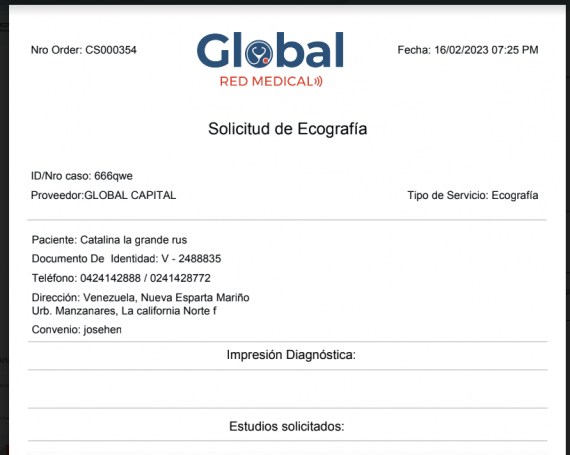 Nro Order: CS000354
Global
RED MEDICAL
Fecha: 16/02/2023 07:25 PM
Solicitud de Ecografía
ID/Nro caso: 666qwe
Proveedor:GLOBAL CAPITAL
Tipo de Servicio: Ecografía
Paciente: Catalina la grande rus
Documento De Identidad: V - 2488835
Teléfono: 0424142888 / 0241428772
Dirección: Venezuela, Nueva Esparta Mariño
Urb. Manzanares, La california Norte f
Convenio: josehen
Impresión Diagnóstica:
Estudios solicitados: